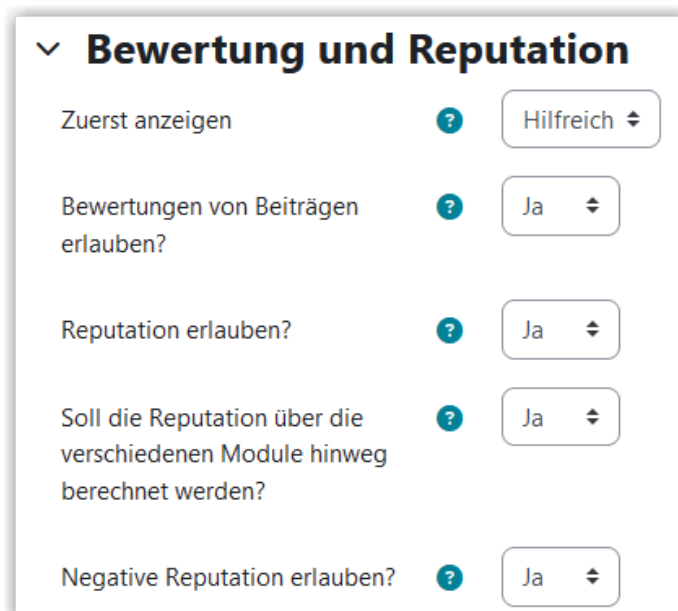 Bewertung und Reputation
Zuerst anzeigen ? Hilfreich
Bewertungen von Beiträgen ? Ja
erlauben?
Reputation erlauben? ? Ja
Soll die Reputation über die ? Ja
verschiedenen Module hinweg
berechnet werden?
Negative Reputation erlauben? ? Ja